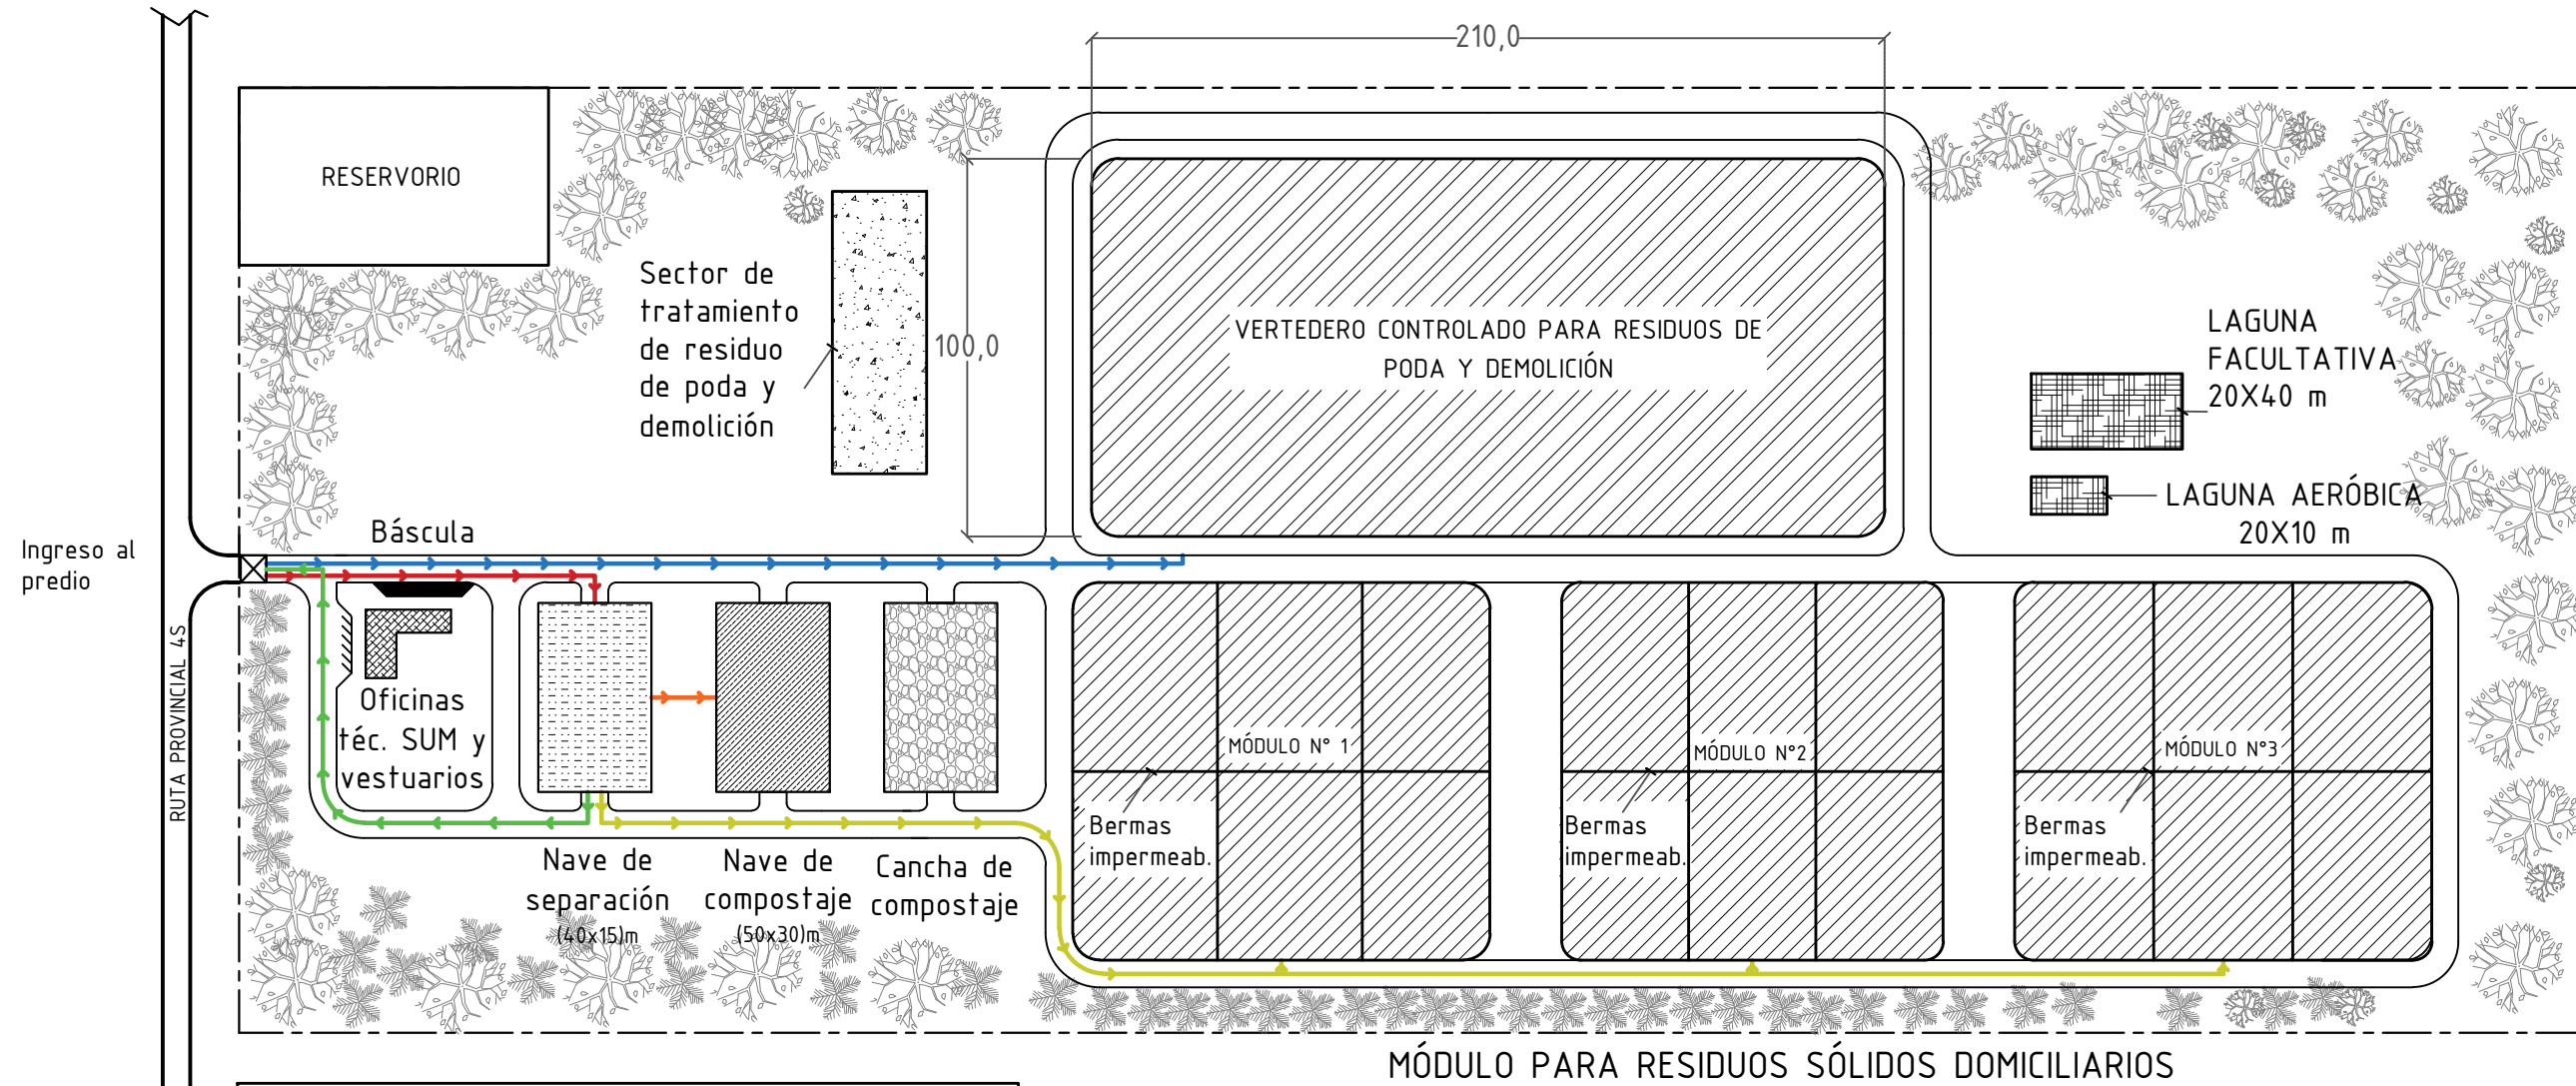 210,0
RESERVORIO
Sector de
tratamiento
de residuo
de poda y
demolición
100,0
VERTEDERO CONTROLADO PARA RESIDUOS DE
PODA Y DEMOLICIÓN
LAGUNA
FACULTATIVA
20X40 m
LAGUNA AERÓBICA
20X10 m
Báscula
Ingreso al
predio
RUTA PROVINCIAL 4S
Oficinas
téc. SUM y
vestuarios
Nave de
separación
(40x15)m
Nave de
compostaje
(50x30)m
Cancha de
compostaje
MÓDULO N° 1
Bermas
impermeab.
MÓDULO N°2
Bermas
impermeab.
MÓDULO N°3
Bermas
impermeab.
MÓDULO PARA RESIDUOS SÓLIDOS DOMICILIARIOS